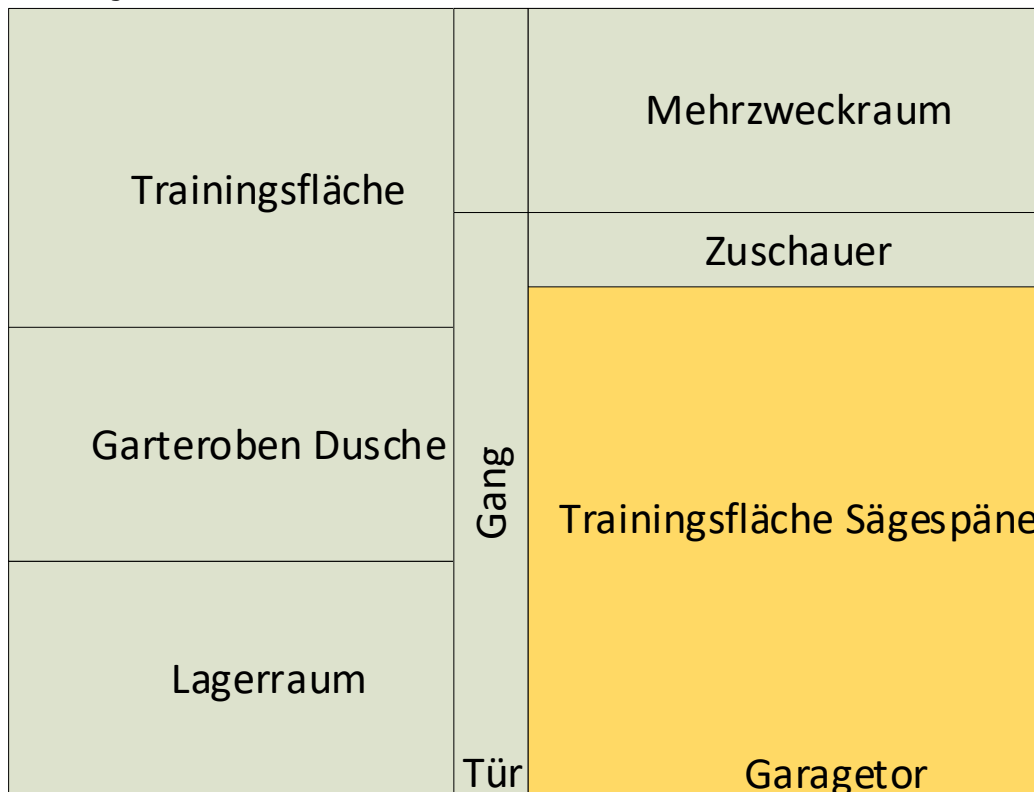 Mehrzweckraum
Trainingsfläche
Zuschauer
Garteroben Dusche
Gang
Trainingsfläche Sägespäne
Lagerraum
Tür
Garagetor